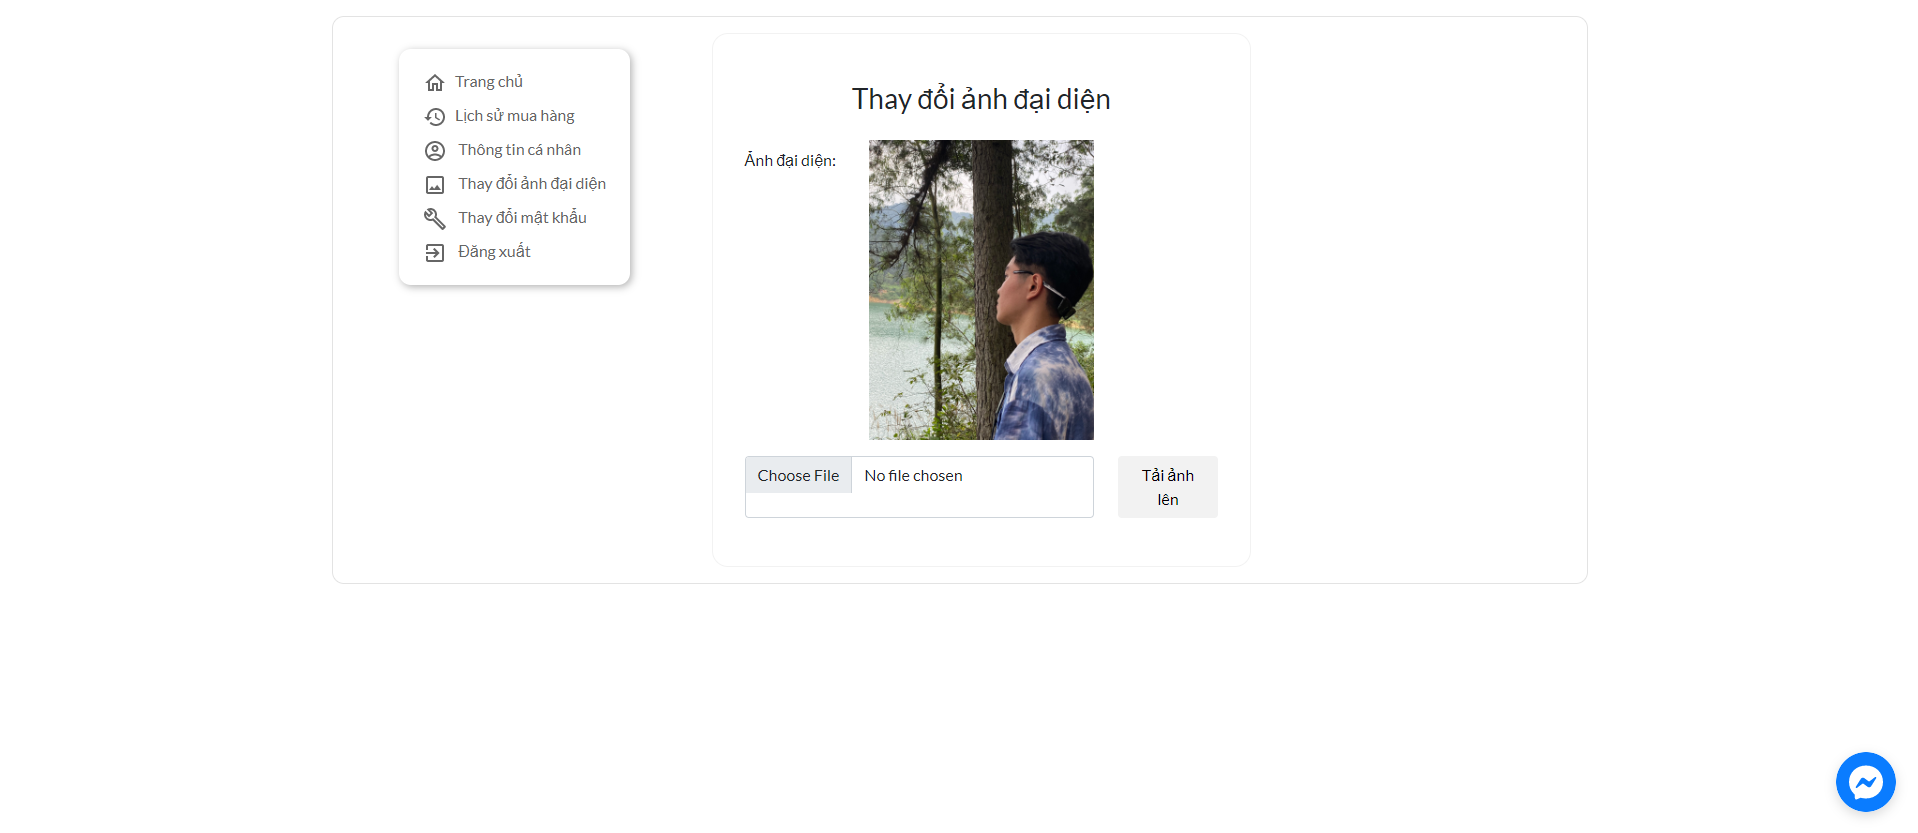 Trang chủ
Lịch sử mua hàng
Thông tin cá nhân
Thay đổi ảnh đại diện
Thay đổi mật khẩu
Đăng xuất
Thay đổi ảnh đại diện
Ảnh đại diện:
Choose File No file chosen
Tải ảnh
lên